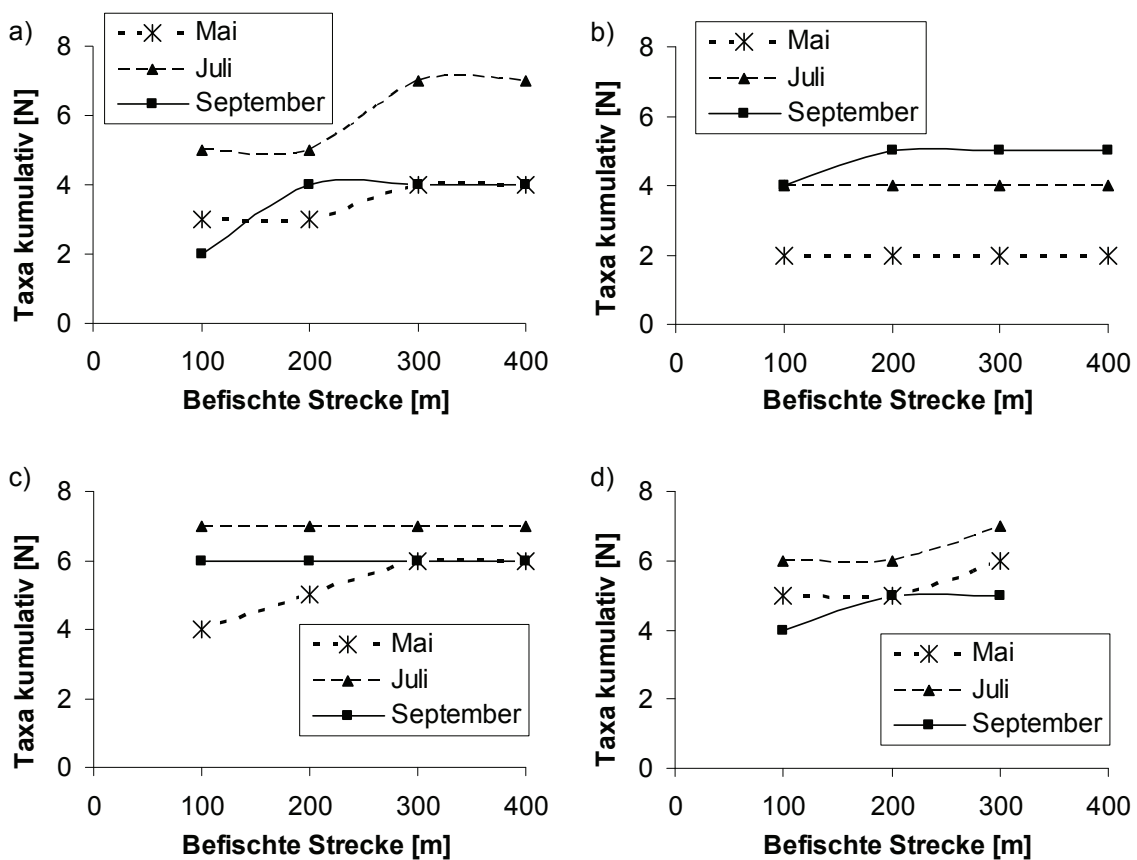 a)
Mai
Juli
September
Taxa kumulativ [N]
8
6
4
2
0
0 100 200 300 400
Befischte Strecke [m]
b)
Mai
Juli
September
Taxa kumulativ [N]
8
6
4
2
0
0 100 200 300 400
Befischte Strecke [m]
c)
Taxa kumulativ [N]
8
6
4
2
0
Mai
Juli
September
0 100 200 300 400
Befischte Strecke [m]
d)
Taxa kumulativ [N]
8
6
4
2
0
Mai
Juli
September
0 100 200 300 400
Befischte Strecke [m]